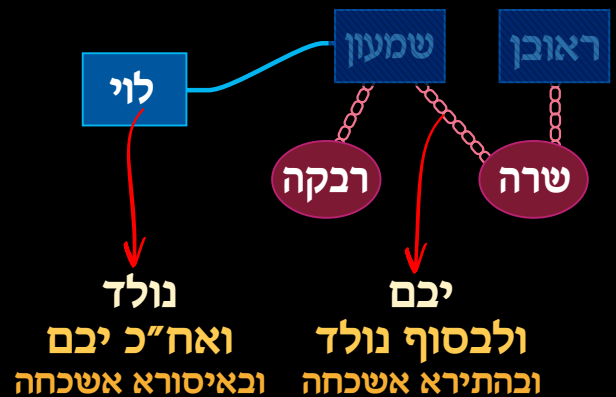 ראובן
שמעון
לוי
שרה
רבקה
יבם
ולבסוף נולד
ובהתירא אשכחה
נולד
ואח״כ יבם
ובאיסורא אשכחה